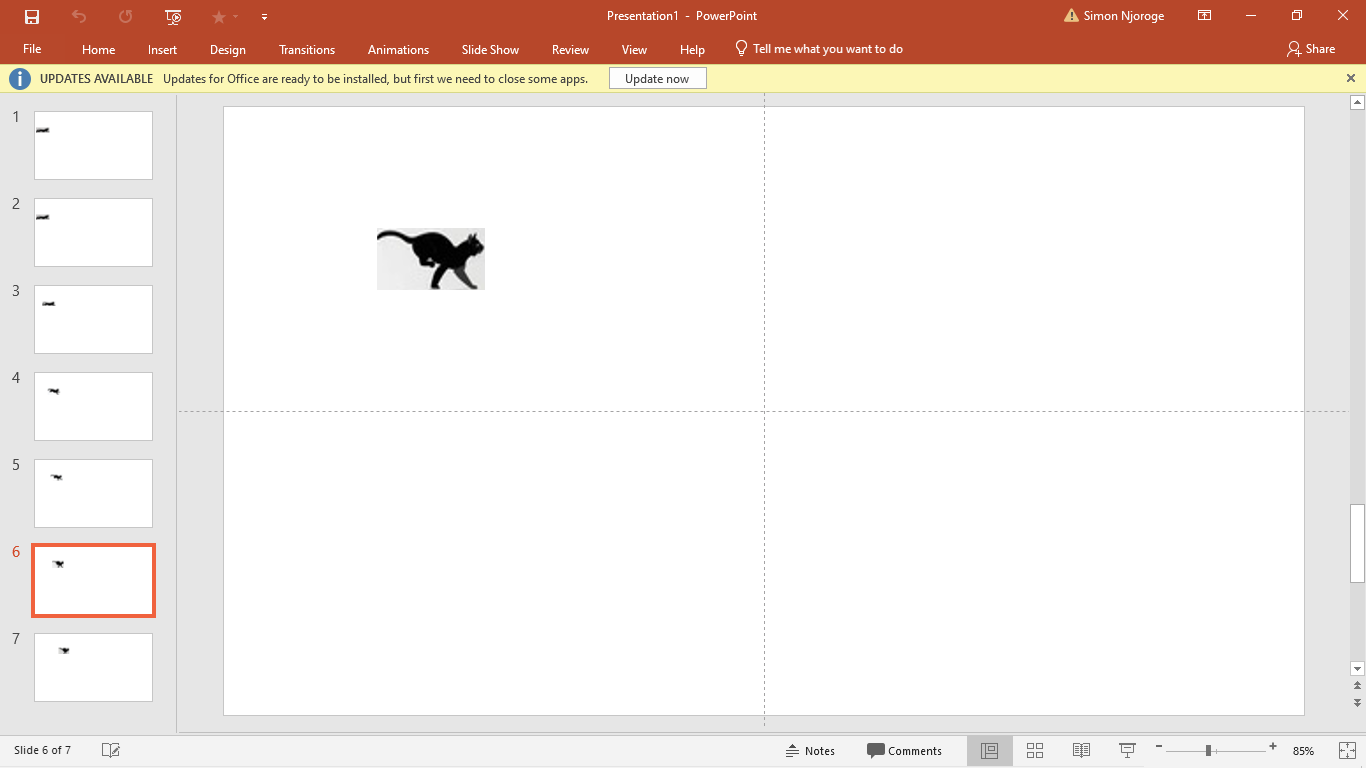 Presentation1 - PowerPoint
Simon Njoroge
File Home Insert Design Transitions Animations Slide Show Review View Help Tell me what you want to do Share
UPDATES AVAILABLE Updates for Office are ready to be installed, but first we need to close some apps. Update now
1
2
3
4
5
6
7
Slide 6 of 7 Notes Comments 85%